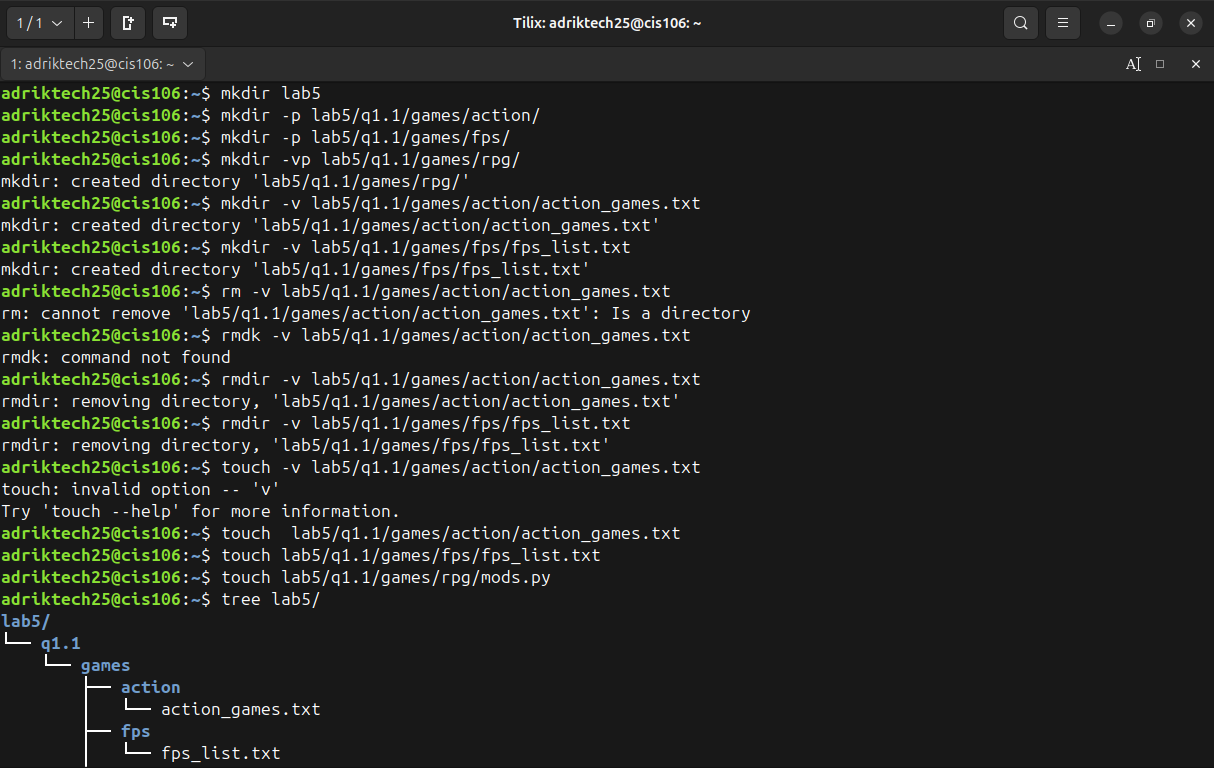 1 / 1
Tilix: adriktech25@cis106: ~
1: adriktech25@cis106: ~
adriktech25@cis106:~$ mkdir lab5
adriktech25@cis106:~$ mkdir -p lab5/q1.1/games/action/
adriktech25@cis106:~$ mkdir -p lab5/q1.1/games/fps/
adriktech25@cis106:~$ mkdir -vp lab5/q1.1/games/rpg/
mkdir: created directory 'lab5/q1.1/games/rpg/'
adriktech25@cis106:~$ mkdir -v lab5/q1.1/games/action/action_games.txt
mkdir: created directory 'lab5/q1.1/games/action/action_games.txt'
adriktech25@cis106:~$ mkdir -v lab5/q1.1/games/fps/fps_list.txt
mkdir: created directory 'lab5/q1.1/games/fps/fps_list.txt'
adriktech25@cis106:~$ rm -v lab5/q1.1/games/action/action_games.txt
rm: cannot remove 'lab5/q1.1/games/action/action_games.txt': Is a directory
adriktech25@cis106:~$ rmdk -v lab5/q1.1/games/action/action_games.txt
rmdk: command not found
adriktech25@cis106:~$ rmdir -v lab5/q1.1/games/action/action_games.txt
rmdir: removing directory, 'lab5/q1.1/games/action/action_games.txt'
adriktech25@cis106:~$ rmdir -v lab5/q1.1/games/fps/fps_list.txt
rmdir: removing directory, 'lab5/q1.1/games/fps/fps_list.txt'
adriktech25@cis106:~$ touch -v lab5/q1.1/games/action/action_games.txt
touch: invalid option -- 'v'
Try 'touch --help' for more information.
adriktech25@cis106:~$ touch  lab5/q1.1/games/action/action_games.txt
adriktech25@cis106:~$ touch lab5/q1.1/games/fps/fps_list.txt
adriktech25@cis106:~$ touch lab5/q1.1/games/rpg/mods.py
adriktech25@cis106:~$ tree lab5/
lab5/
└── q1.1
    └── games
        ├── action
        │   └── action_games.txt
        ├── fps
        │   └── fps_list.txt